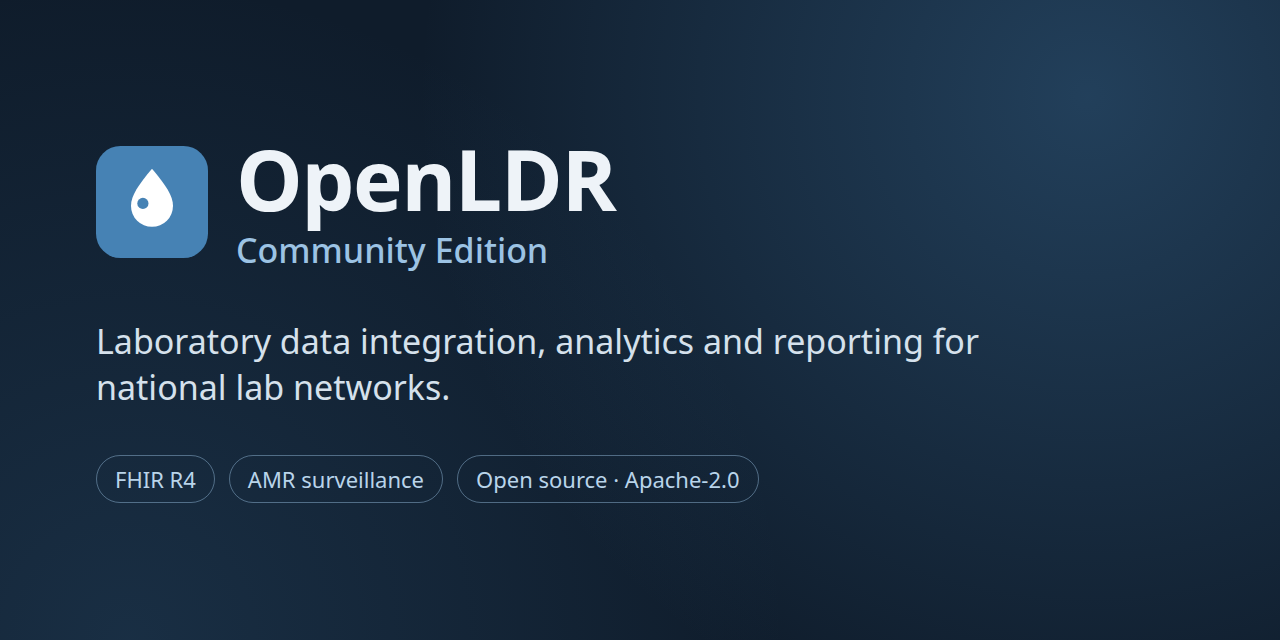 OpenLDR
Community Edition
Laboratory data integration, analytics and reporting for
national lab networks.
FHIR R4
AMR surveillance
Open source · Apache-2.0